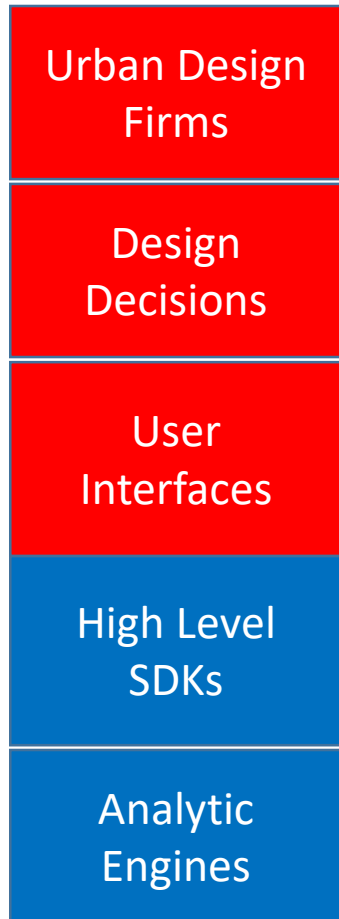 Urban Design
Firms
Design
Decisions
User
Interfaces
High Level
SDKs
Analytic
Engines